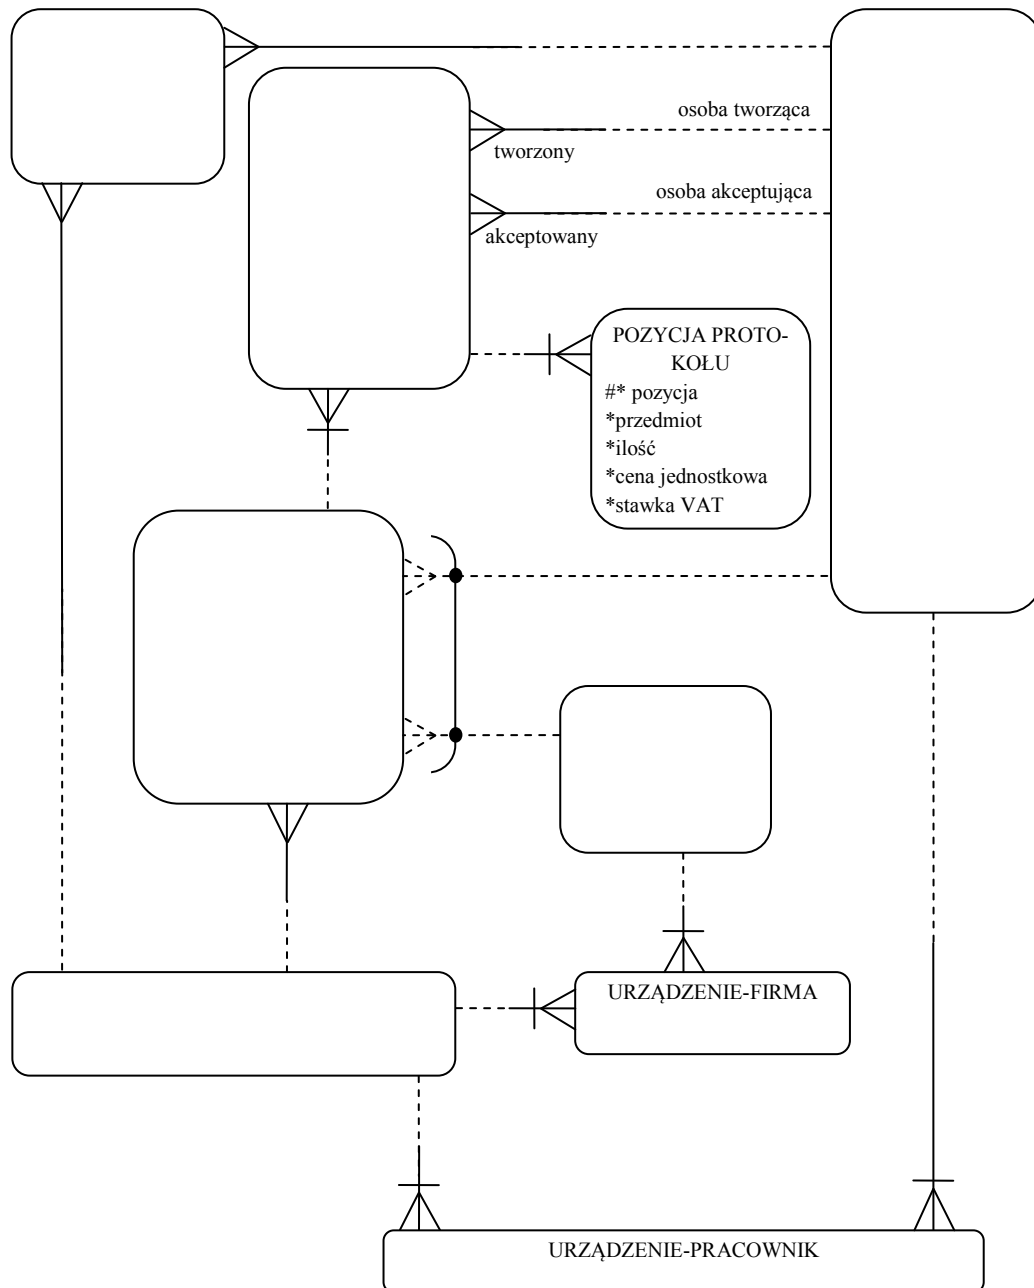 osoba tworząca
tworzony
osoba akceptująca
akceptowany
POZYCJA PROTO-
KOŁU
#* pozycja
*przedmiot
*ilość
*cena jednostkowa
*stawka VAT
URZĄDZENIE-FIRMA
URZĄDZENIE-PRACOWNIK